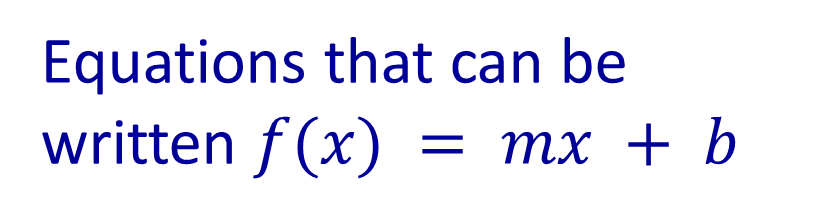 Equations that can be
written f(x) = mx + b